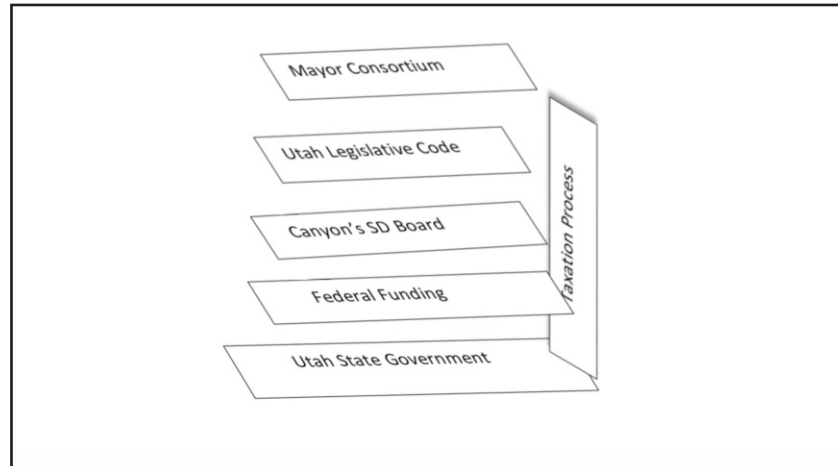 Mayor Consortium
Utah Legislative Code
Canyon's SD Board
Federal Funding
Utah State Government
Taxation Process